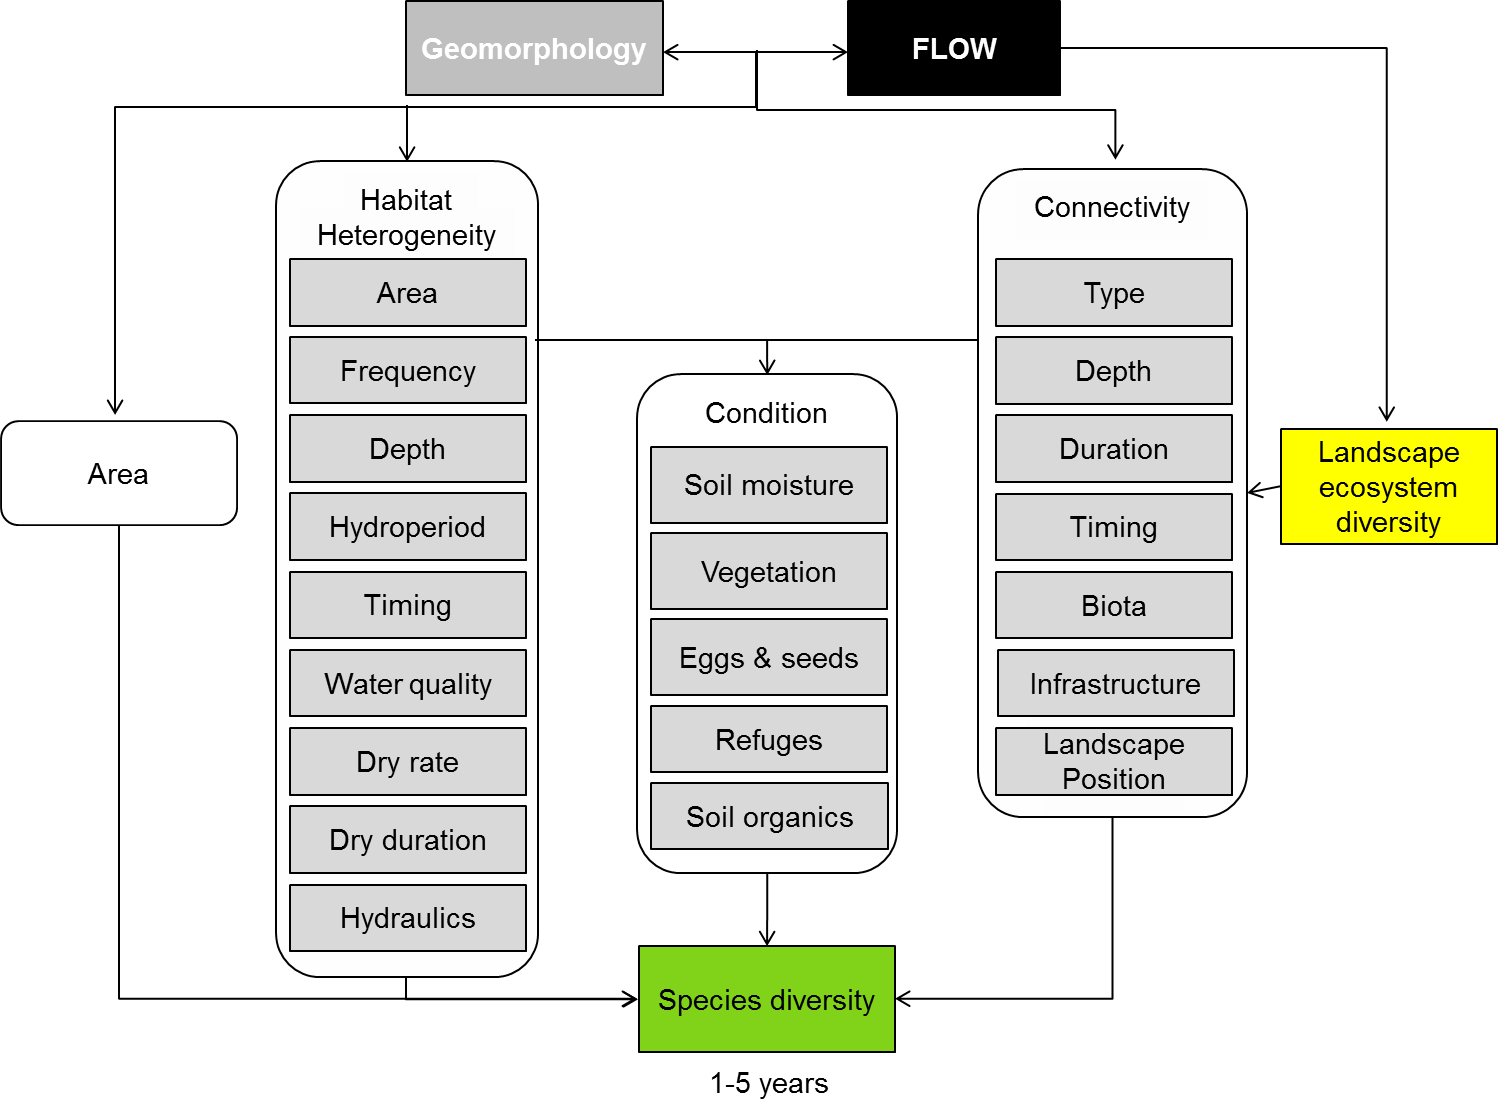 Geomorphology
FLOW
Habitat
Heterogeneity
Area
Frequency
Depth
Hydroperiod
Timing
Water quality
Dry rate
Dry duration
Hydraulics
Area
Condition
Soil moisture
Vegetation
Eggs & seeds
Refuges
Soil organics
Connectivity
Type
Depth
Duration
Timing
Biota
Infrastructure
Landscape
Position
Landscape
ecosystem
diversity
Species diversity
1-5 years